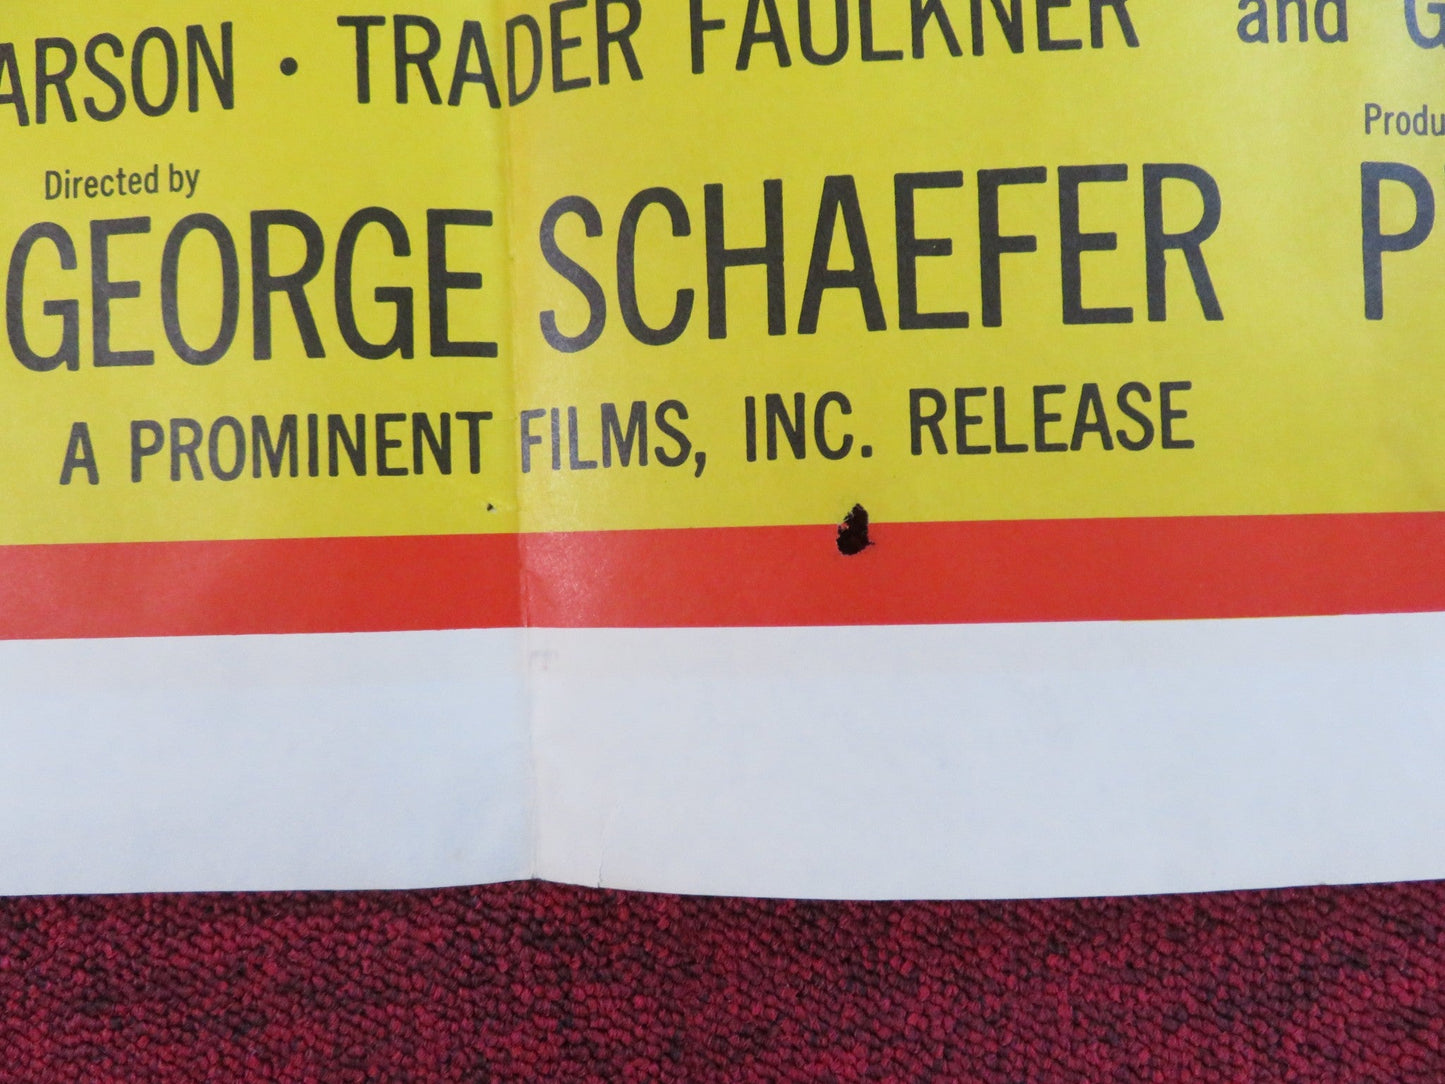 ARSON · TRADER FAULKNER and G
Directed by Produ
GEORGE SCHAEFER P
A PROMINENT FILMS, INC. RELEASE